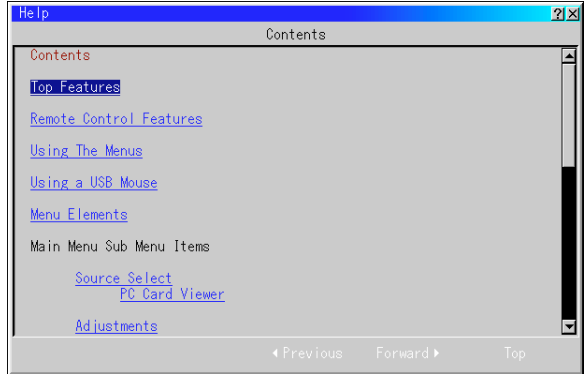 Help
Contents
Contents
Top Features
Remote Control Features
Using The Menus
Using a USB Mouse
Menu Elements
Main Menu Sub Menu Items
Source Select
PC Card Viewer
Adjustments
Previous Forward Top